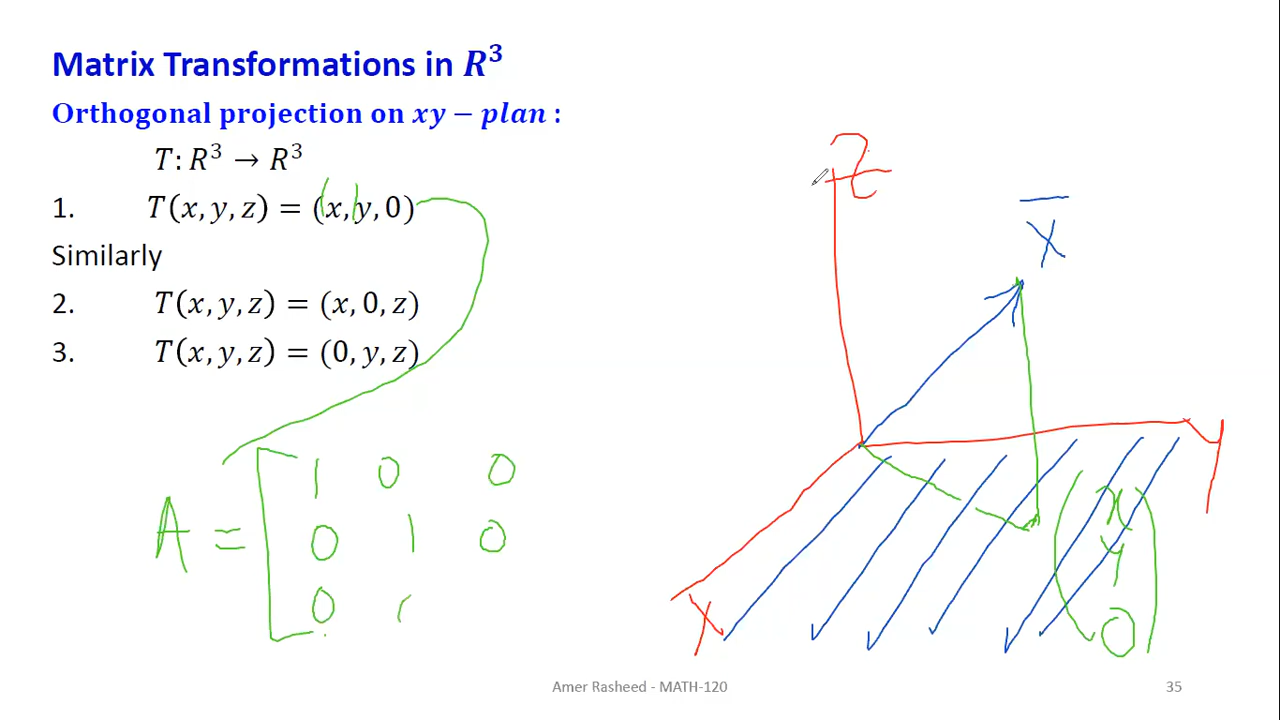 Matrix Transformations in R³
Orthogonal projection on xy − plan :
T: R³ → R³
1. T(x, y, z) = (x, y, 0)
Similarly
2. T(x, y, z) = (x, 0, z)
3. T(x, y, z) = (0, y, z)
A = [ 1 0 0
0 1 0
0 0
Z
X
Y
X
x
y
0
Amer Rasheed - MATH-120
35